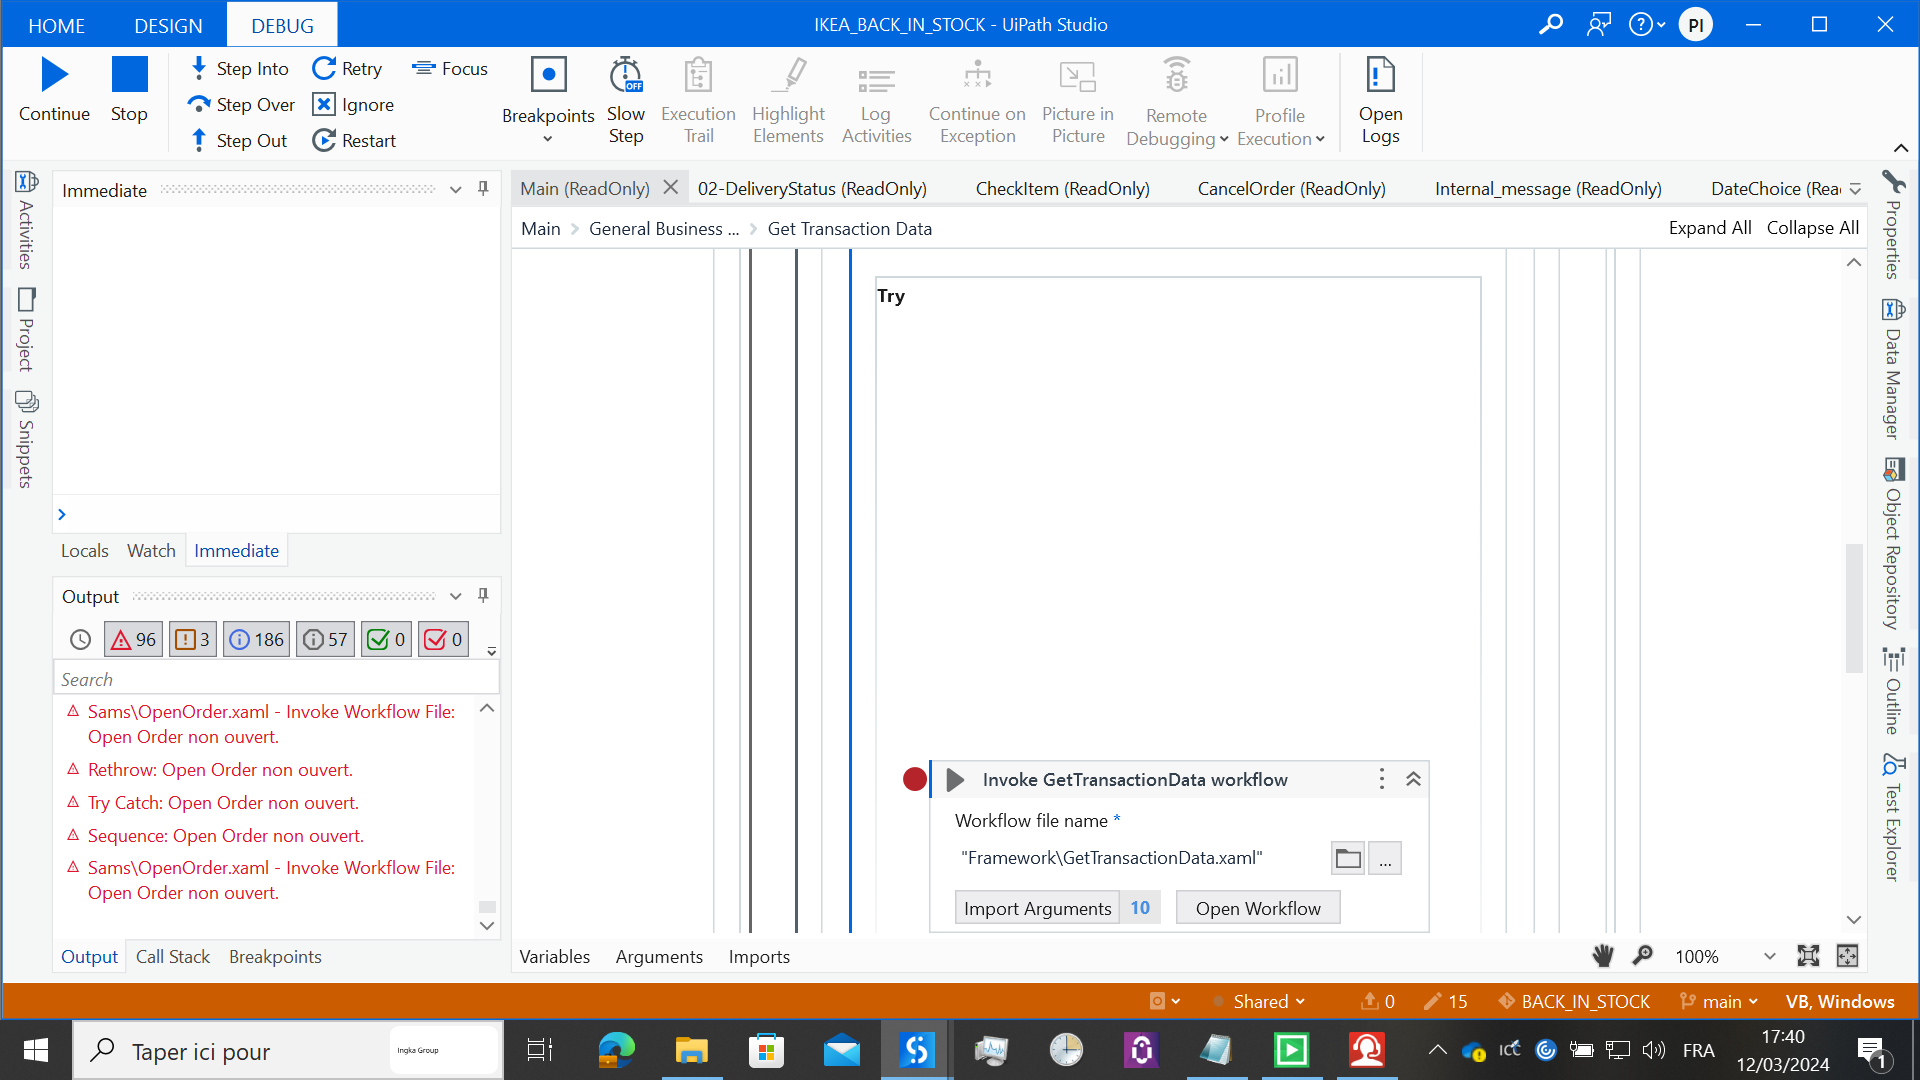 HOME
DESIGN
DEBUG
IKEA_BACK_IN_STOCK - UiPath Studio
PI
Continue
Stop
Step Into
Step Over
Step Out
Retry
Ignore
Restart
Focus
Breakpoints
Slow
Step
OFF
Execution
Trail
Highlight
Elements
Log
Activities
Continue on
Exception
Picture in
Picture
Remote
Debugging
Profile
Execution
Open
Logs
Activities
Project
Snippets
Immediate
Locals
Watch
Immediate
Output
96
3
186
57
0
0
Search
Sams\OpenOrder.xaml - Invoke Workflow File:
Open Order non ouvert.
Rethrow: Open Order non ouvert.
Try Catch: Open Order non ouvert.
Sequence: Open Order non ouvert.
Sams\OpenOrder.xaml - Invoke Workflow File:
Open Order non ouvert.
Output
Call Stack
Breakpoints
Main (ReadOnly)
02-DeliveryStatus (ReadOnly)
CheckItem (ReadOnly)
CancelOrder (ReadOnly)
Internal_message (ReadOnly)
DateChoice (Rea
Main
General Business ...
Get Transaction Data
Expand All
Collapse All
Try
Invoke GetTransactionData workflow
Workflow file name *
"Framework\GetTransactionData.xaml"
...
Import Arguments
10
Open Workflow
Variables
Arguments
Imports
100%
Properties
Data Manager
Object Repository
Outline
Test Explorer
Shared
0
15
BACK_IN_STOCK
main
VB, Windows
Taper ici pour
Ingka Group
FRA
17:40
12/03/2024
1